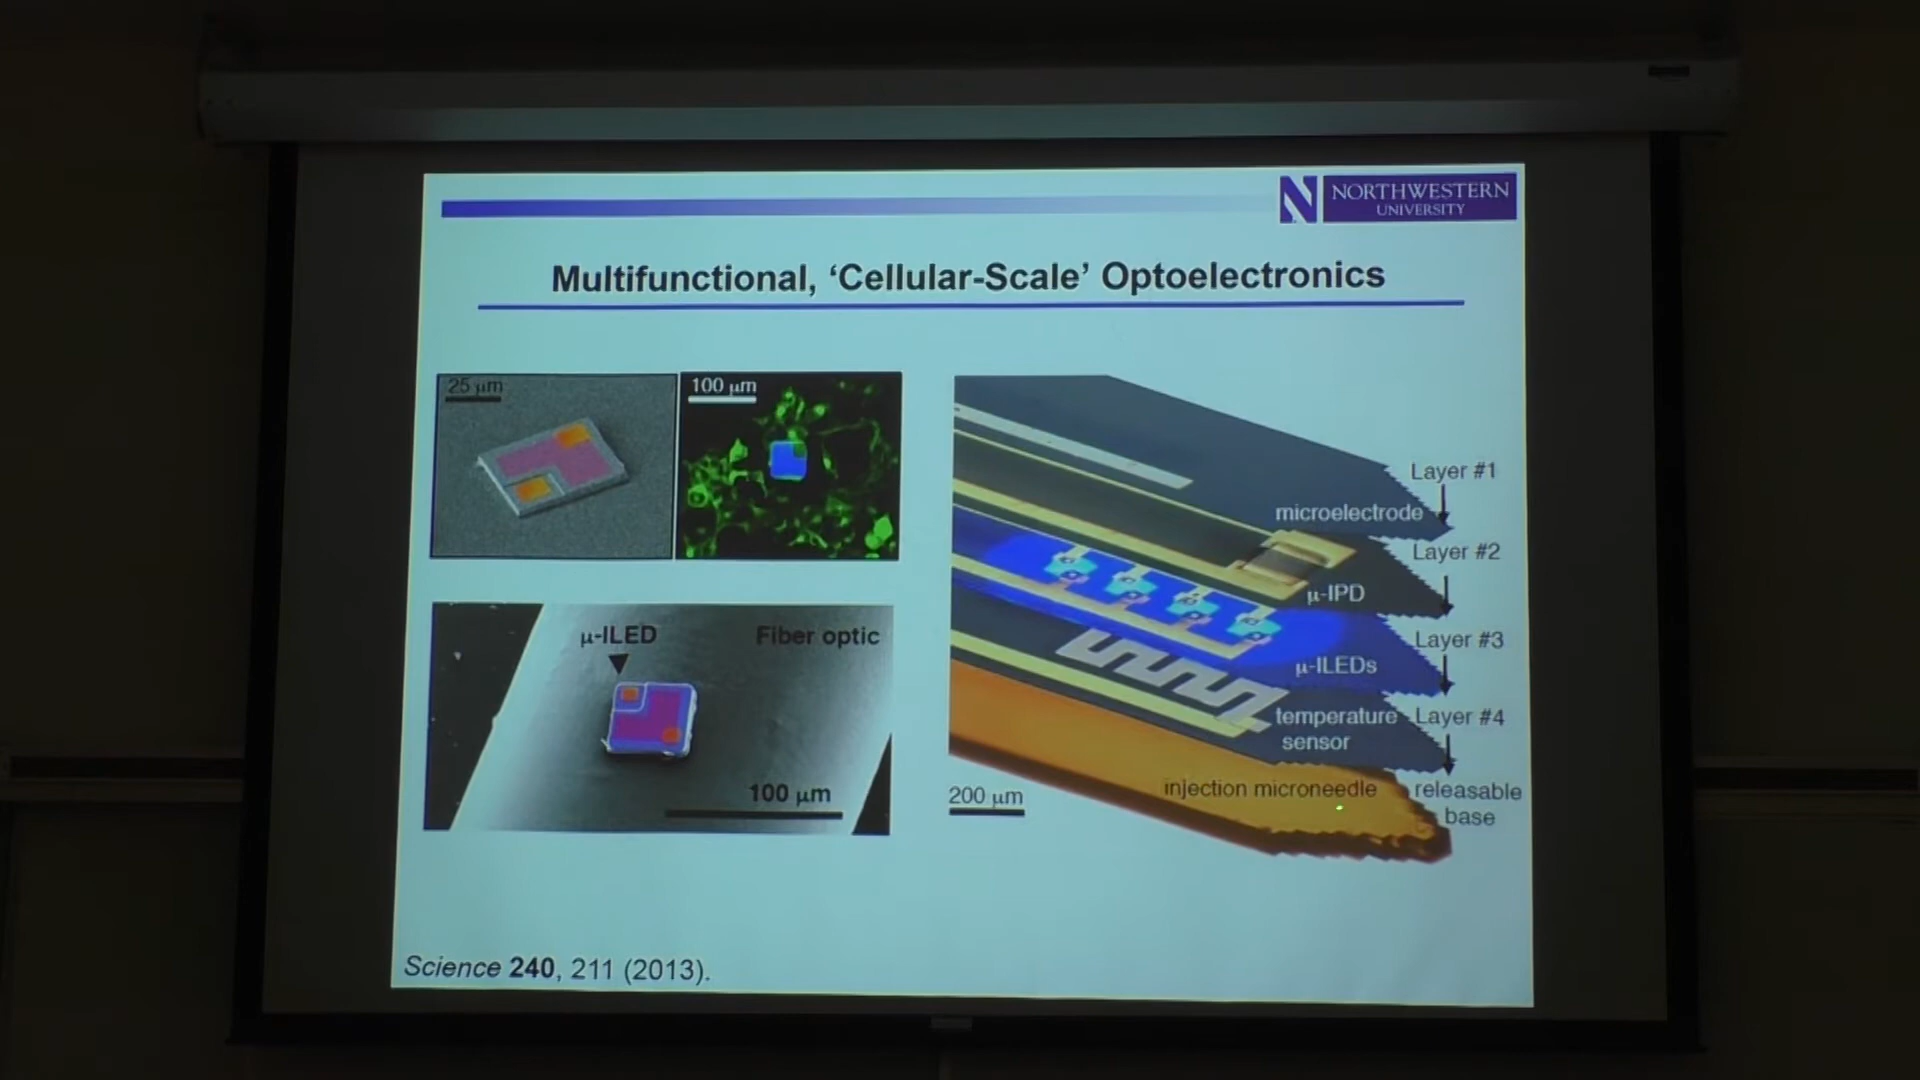 NORTHWESTERN
UNIVERSITY
Multifunctional, ‘Cellular-Scale’ Optoelectronics
25 μm
100 μm
μ-ILED
Fiber optic
100 μm
Layer #1
microelectrode
Layer #2
μ-IPD
Layer #3
μ-ILEDs
temperature
sensor
Layer #4
injection microneedle
releasable
base
200 μm
Science 240, 211 (2013).